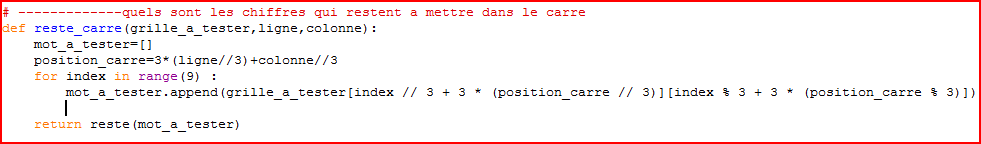 # -------------quels sont les chiffres qui restent a mettre dans le carre
def reste_carre(grille_a_tester,ligne,colonne):
    mot_a_tester=[]
    position_carre=3*(ligne//3)+colonne//3
    for index in range(9) :
        mot_a_tester.append(grille_a_tester[index // 3 + 3 * (position_carre // 3)][index % 3 + 3 * (position_carre % 3)])
    return reste(mot_a_tester)